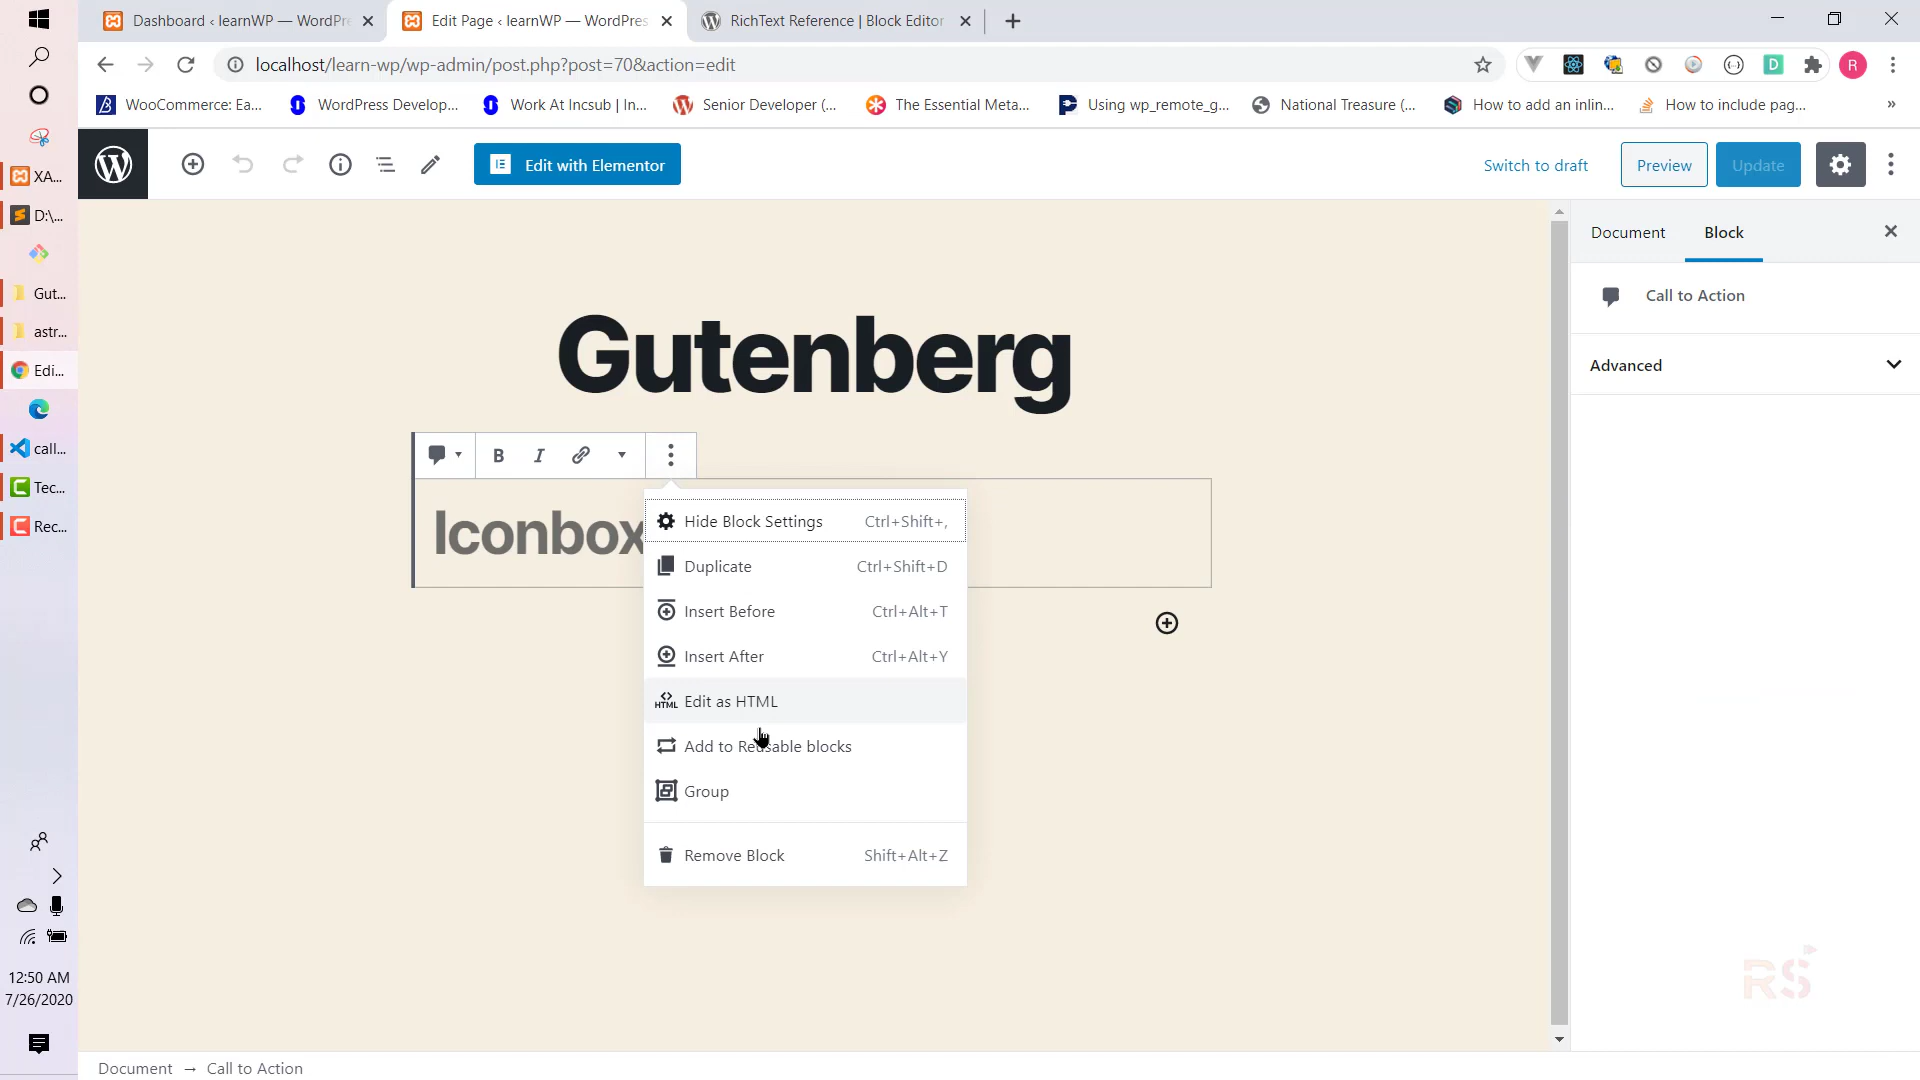 Dashboard ‹ learnWP — WordPr
Edit Page ‹ learnWP — WordPres
RichText Reference | Block Editor
localhost/learn-wp/wp-admin/post.php?post=70&action=edit
D
R
WooCommerce: Ea...
WordPress Develop...
Work At Incsub | In...
Senior Developer (...
The Essential Meta...
Using wp_remote_g...
National Treasure (...
How to add an inlin...
How to include pag...
»
XA...
D:\...
Gut...
astr...
Edi...
call...
Tec...
Rec...
12:50 AM
7/26/2020
Edit with Elementor
Switch to draft
Preview
Update
Document
Block
Call to Action
Advanced
Gutenberg
B
I
Iconbox
Hide Block Settings Ctrl+Shift+,
Duplicate Ctrl+Shift+D
Insert Before Ctrl+Alt+T
Insert After Ctrl+Alt+Y
HTML Edit as HTML
Add to Reusable blocks
Group
Remove Block Shift+Alt+Z
RS
Document → Call to Action